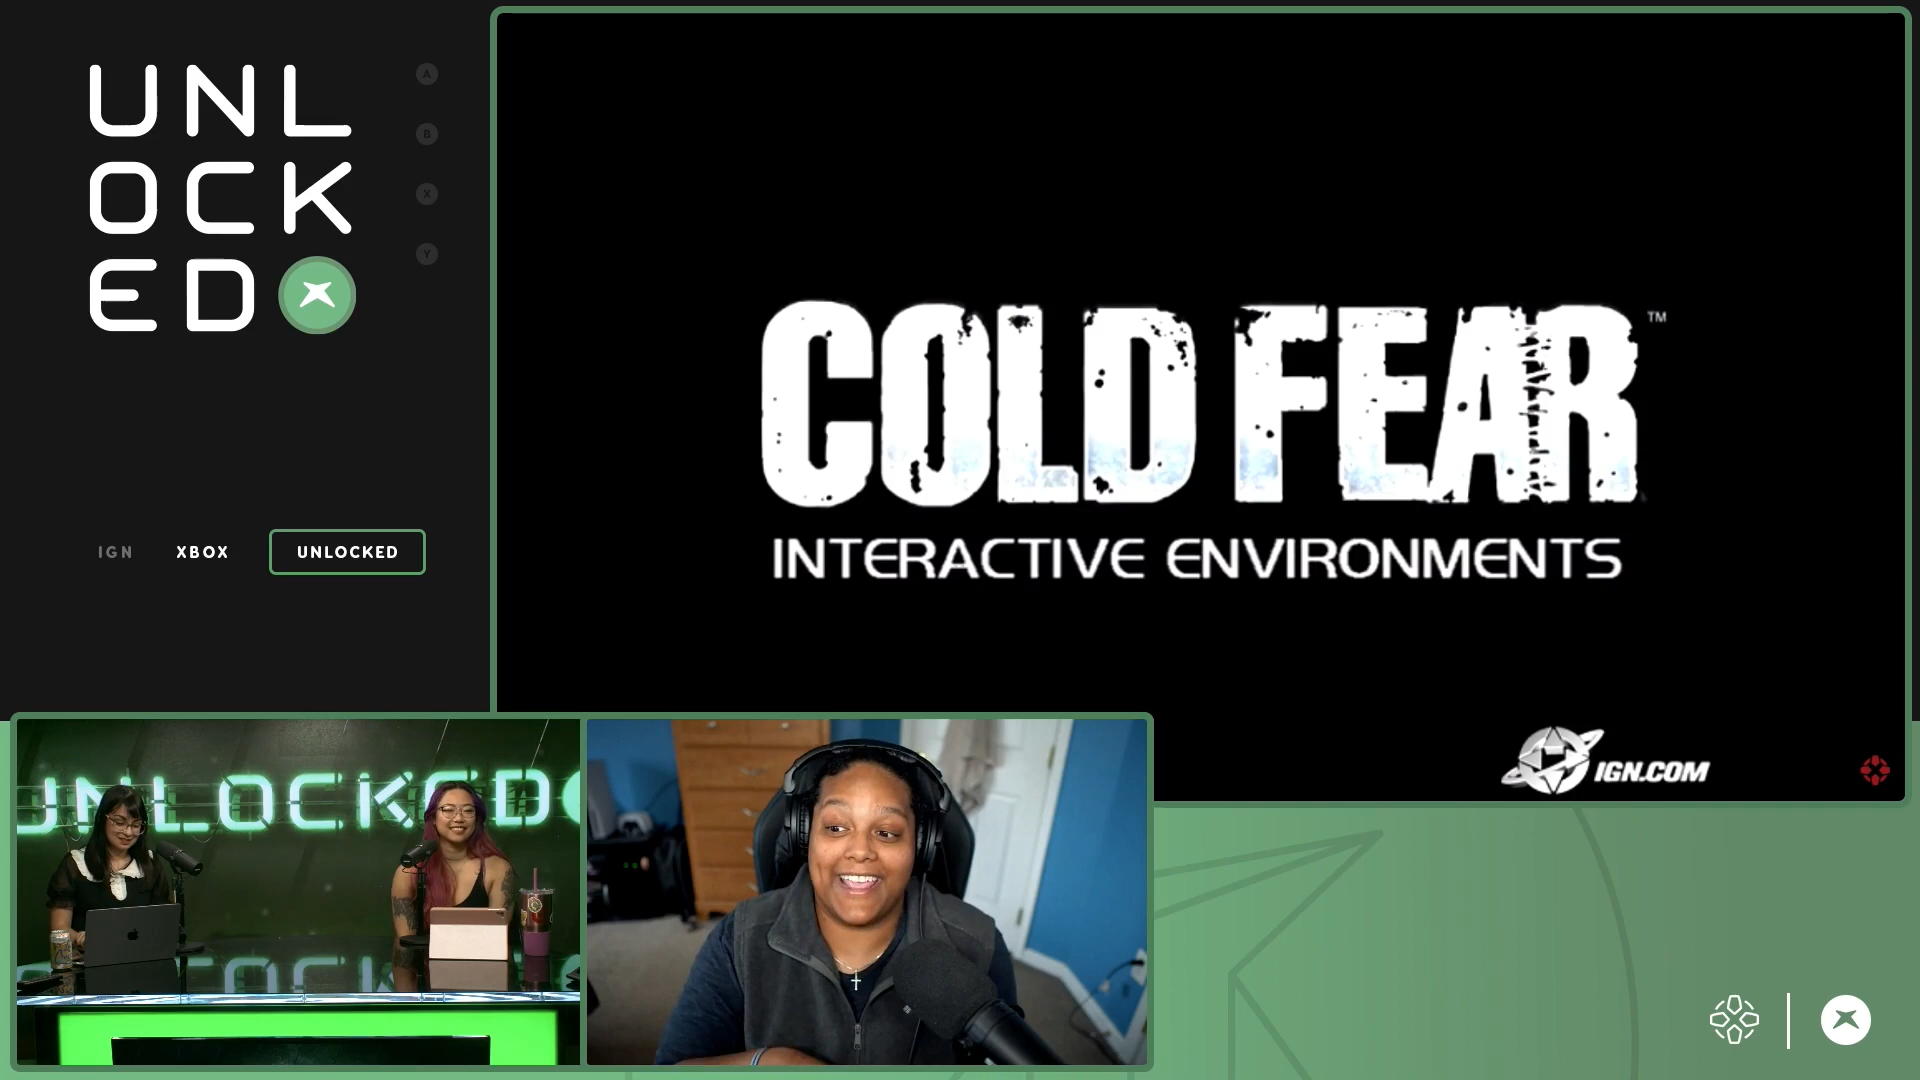 UNL
OCK
ED
A
B
X
Y
IGN XBOX UNLOCKED
COLD FEAR™
INTERACTIVE ENVIRONMENTS
IGN.COM
UNLOCKED